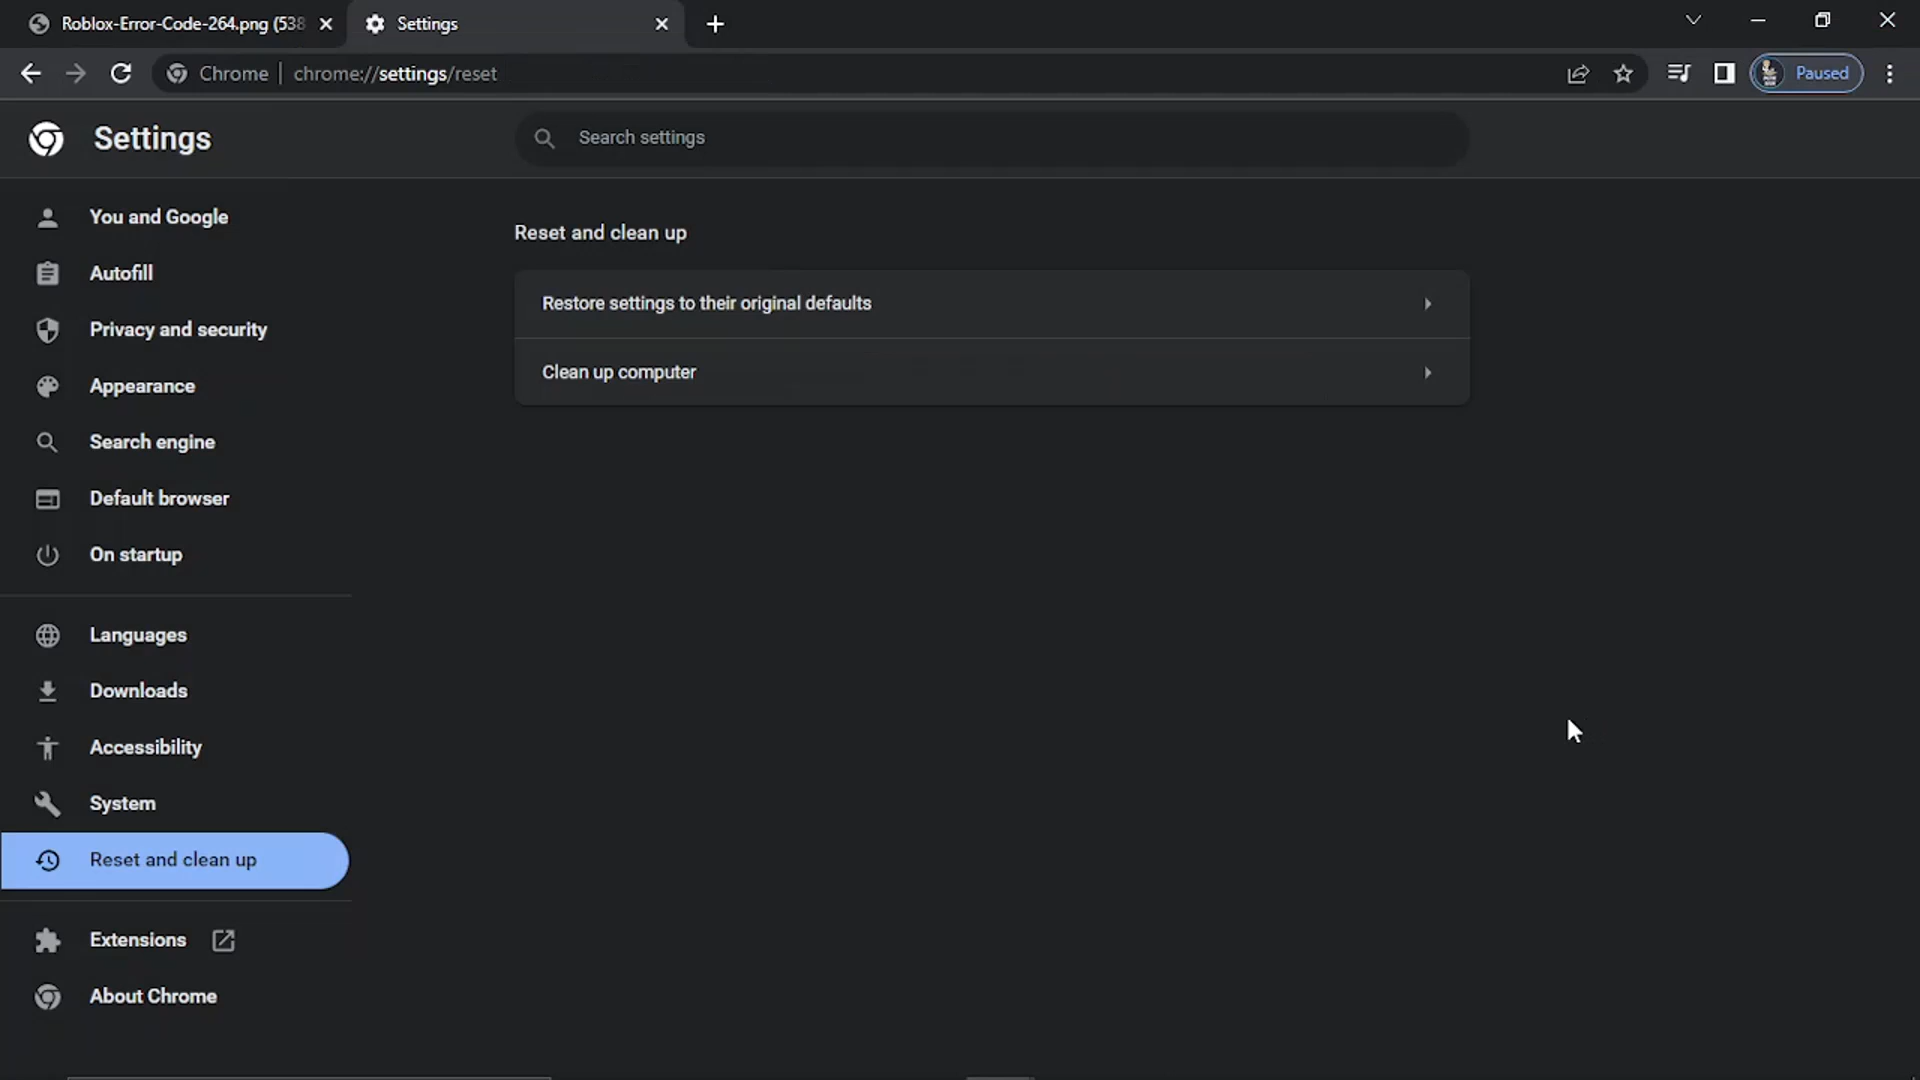 Roblox-Error-Code-264.png (538
Settings
Chrome | chrome://settings/reset
Paused
Settings
Search settings
You and Google
Autofill
Privacy and security
Appearance
Search engine
Default browser
On startup
Languages
Downloads
Accessibility
System
Reset and clean up
Extensions
About Chrome
Reset and clean up
Restore settings to their original defaults
Clean up computer